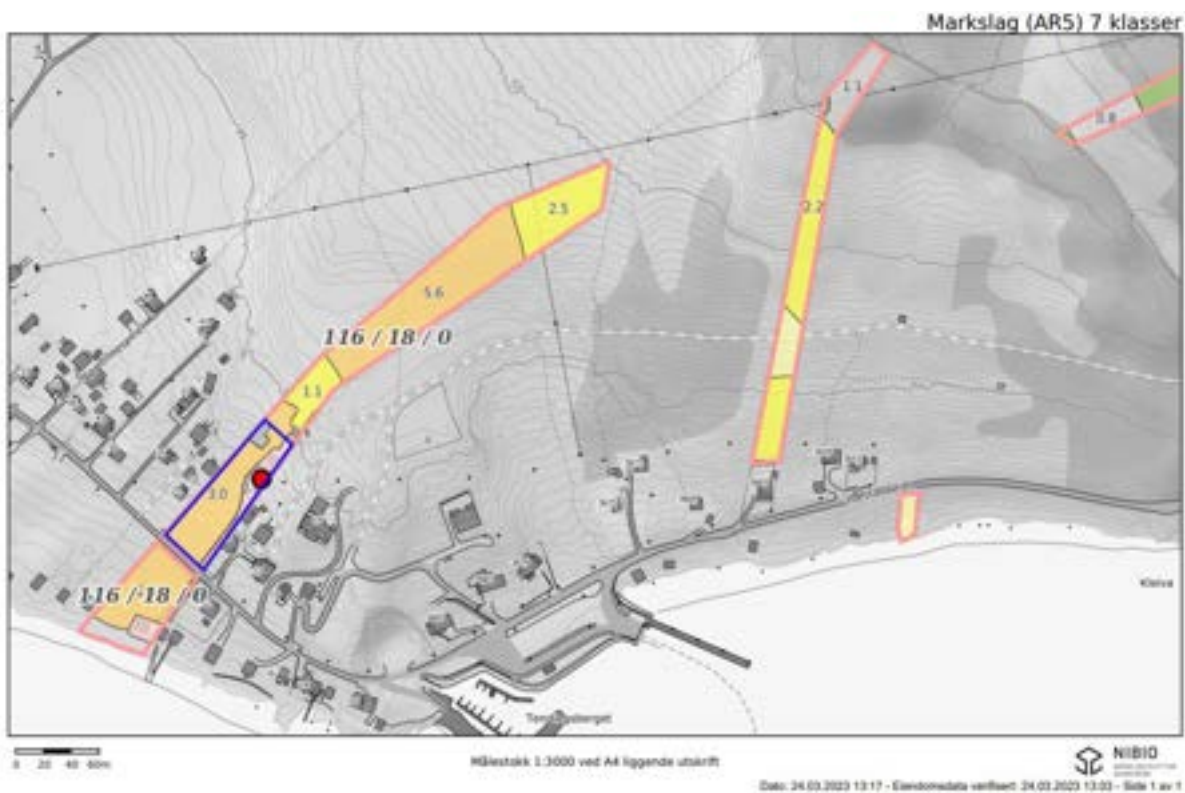 Markslag (AR5) 7 klasser
1.1
0.8
2.5
2.2
5.6
116 / 18 / 0
1.1
3.0
116 / 18 / 0
Kleiva
0 20 40 60m
Målestokk 1:3000 ved A4 liggende utskrift
NIBIO
Dato: 24.03.2023 13:17 - Eiendomsdata verifisert: 24.03.2023 13:03 - Side 1 av 1